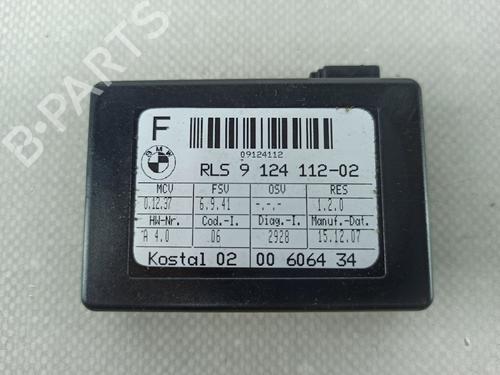 B-PARTS
F
09124112
BMW
RLS 9 124 112-02
MCV FSV OSV RES
0.12.37 6.9.41 -.-.- 1.2.0
HW-Nr. Cod.-I. Diag.-I. Manuf.-Dat.
A 4.0 06 2928 15.12.07
Kostal 02 00 6064 34